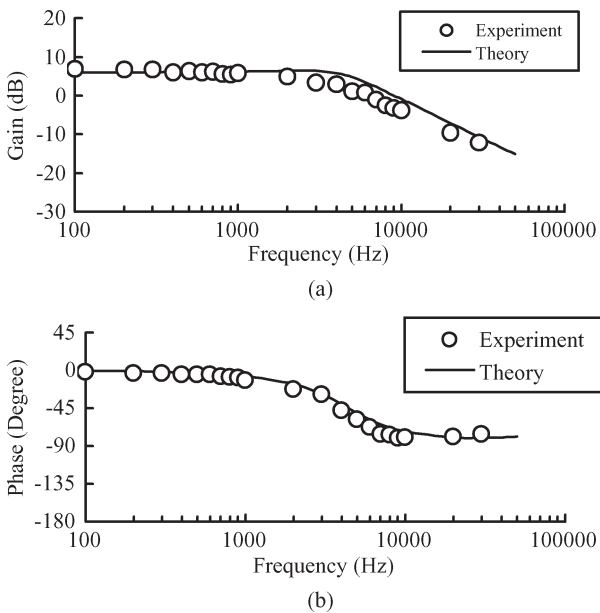 20
10
0
-10
-20
-30
Gain (dB)
Experiment
Theory
100
1000
10000
100000
Frequency (Hz)
(a)
45
0
-45
-90
-135
-180
Phase (Degree)
Experiment
Theory
100
1000
10000
100000
Frequency (Hz)
(b)